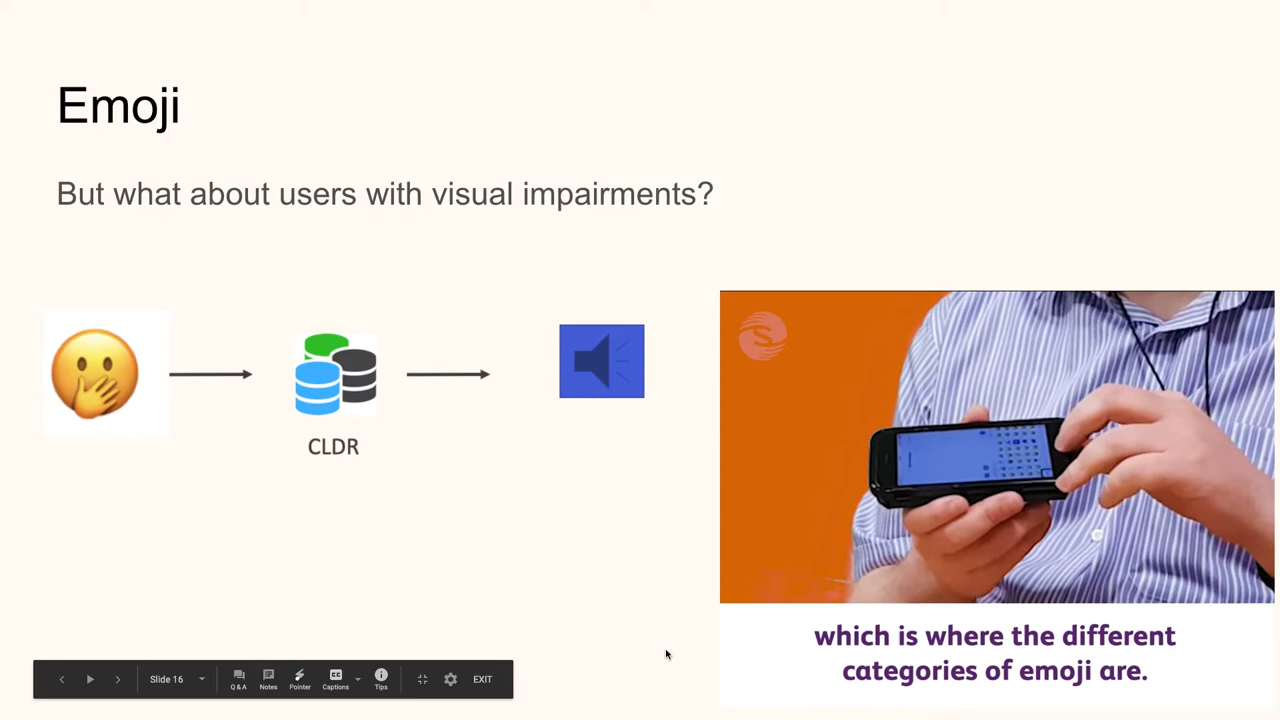 Emoji
But what about users with visual impairments?
CLDR
S
which is where the different
categories of emoji are.
Slide 16
Q & A
Notes
Pointer
CC
Captions
Tips
EXIT